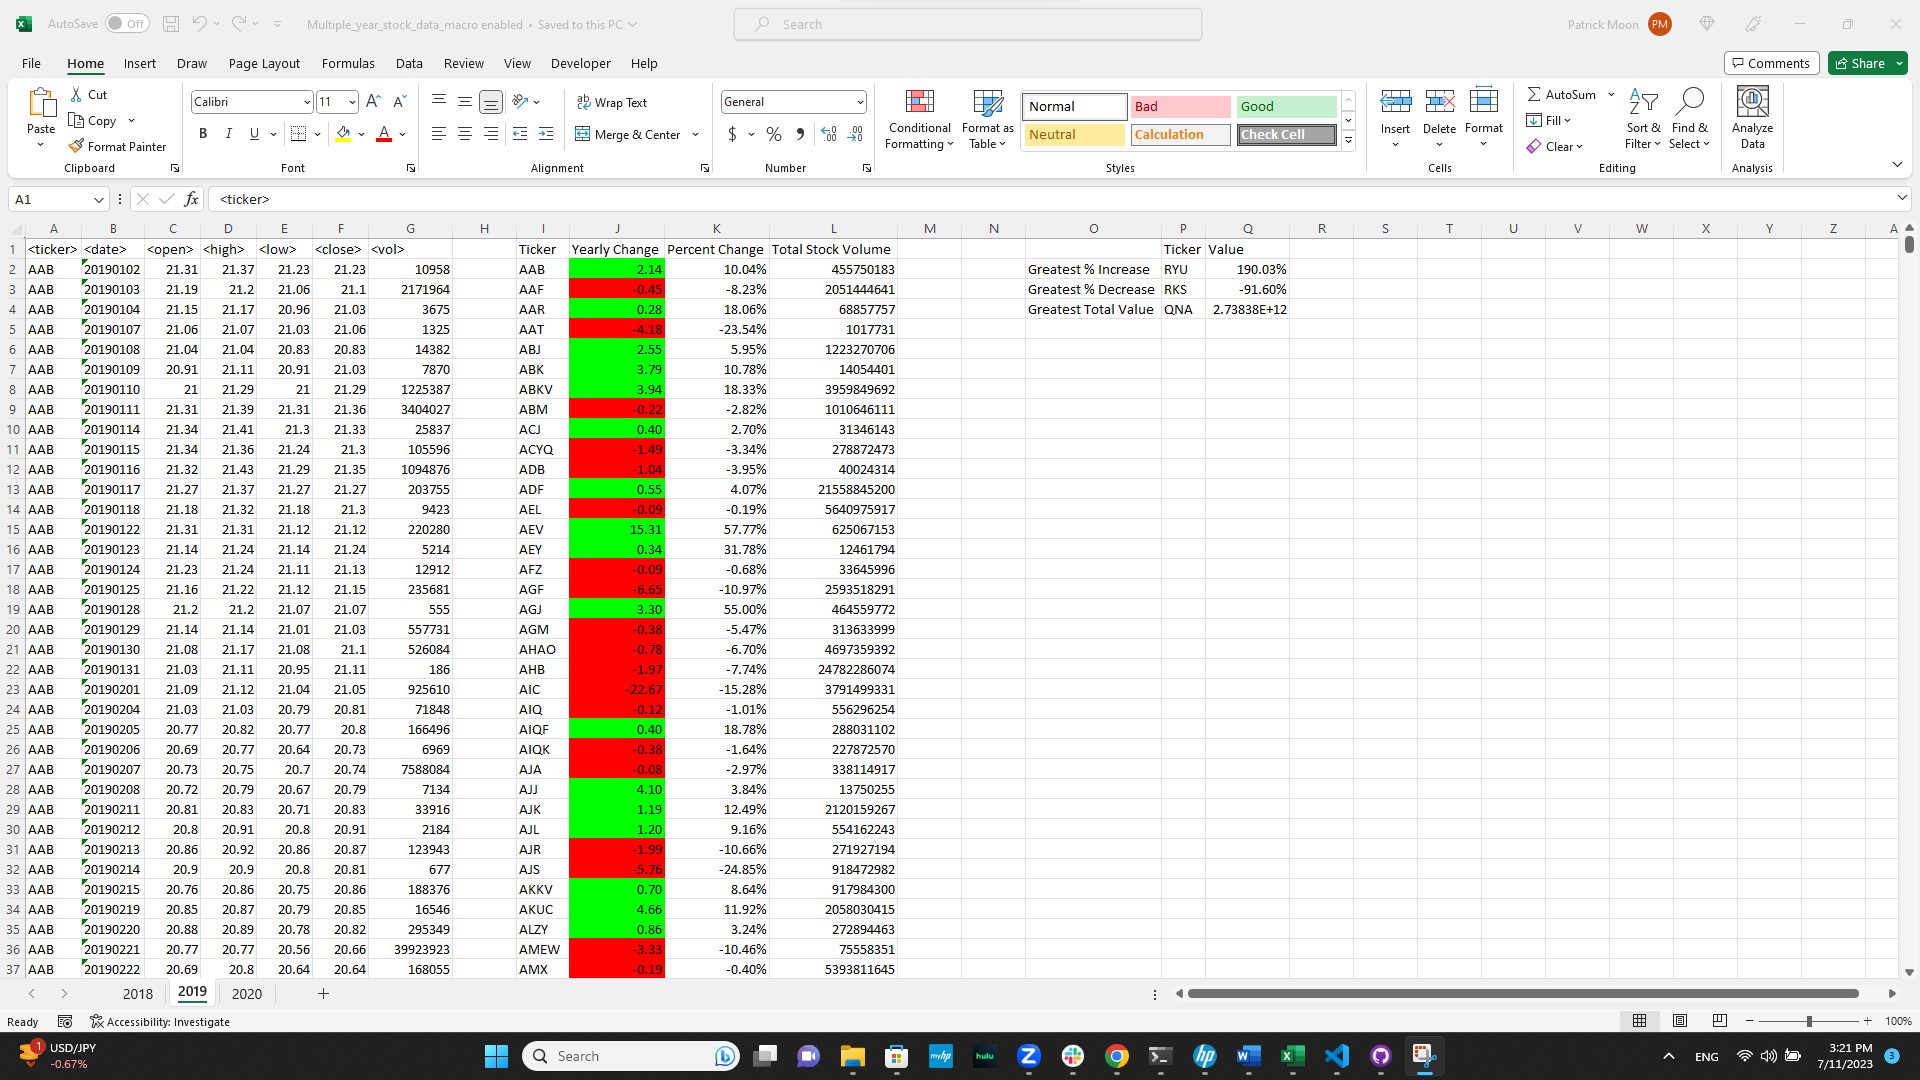 AutoSave Off Multiple_year_stock_data_macro enabled • Saved to this PC Search Patrick Moon PM
File Home Insert Draw Page Layout Formulas Data Review View Developer Help Comments Share
Paste Cut Copy Format Painter Clipboard
Calibri 11 B I U A Font
Wrap Text Merge & Center Alignment
General $ % Number
Conditional Formatting Format as Table Normal Bad Good Neutral Calculation Check Cell Styles
Insert Delete Format Cells
AutoSum Fill Clear Sort & Filter Find & Select Editing
Analyze Data Analysis
A1 fx <ticker>
A B C D E F G H I J K L M N O P Q R S T U V W X Y Z A
1 <ticker> <date> <open> <high> <low> <close> <vol> Ticker Yearly Change Percent Change Total Stock Volume Ticker Value
2 AAB 20190102 21.31 21.37 21.23 21.23 10958 AAB 2.14 10.04% 455750183 Greatest % Increase RYU 190.03%
3 AAB 20190103 21.19 21.2 21.06 21.1 2171964 AAF -0.45 -8.23% 2051444641 Greatest % Decrease RKS -91.60%
4 AAB 20190104 21.15 21.17 20.96 21.03 3675 AAR 0.28 18.06% 68857757 Greatest Total Value QNA 2.73838E+12
5 AAB 20190107 21.06 21.07 21.03 21.06 1325 AAT -4.18 -23.54% 1017731
6 AAB 20190108 21.04 21.04 20.83 20.83 14382 ABJ 2.55 5.95% 1223270706
7 AAB 20190109 20.91 21.11 20.91 21.03 7870 ABK 3.79 10.78% 14054401
8 AAB 20190110 21 21.29 21 21.29 1225387 ABKV 3.94 18.33% 3959849692
9 AAB 20190111 21.31 21.39 21.31 21.36 3404027 ABM -0.22 -2.82% 1010646111
10 AAB 20190114 21.34 21.41 21.3 21.33 25837 ACJ 0.40 2.70% 31346143
11 AAB 20190115 21.34 21.36 21.24 21.3 105596 ACYQ -1.49 -3.34% 278872473
12 AAB 20190116 21.32 21.43 21.29 21.35 1094876 ADB -1.04 -3.95% 40024314
13 AAB 20190117 21.27 21.37 21.27 21.27 203755 ADF 0.55 4.07% 21558845200
14 AAB 20190118 21.18 21.32 21.18 21.3 9423 AEL -0.09 -0.19% 5640975917
15 AAB 20190122 21.31 21.31 21.12 21.12 220280 AEV 15.31 57.77% 625067153
16 AAB 20190123 21.14 21.24 21.14 21.24 5214 AEY 0.34 31.78% 12461794
17 AAB 20190124 21.23 21.24 21.11 21.13 12912 AFZ -0.09 -0.68% 33645996
18 AAB 20190125 21.16 21.22 21.12 21.15 235681 AGF -6.65 -10.97% 2593518291
19 AAB 20190128 21.2 21.2 21.07 21.07 555 AGJ 3.30 55.00% 464559772
20 AAB 20190129 21.14 21.14 21.01 21.03 557731 AGM -0.38 -5.47% 313633999
21 AAB 20190130 21.08 21.17 21.08 21.1 526084 AHAO -0.78 -6.70% 4697359392
22 AAB 20190131 21.03 21.11 20.95 21.11 186 AHB -1.97 -7.74% 24782286074
23 AAB 20190201 21.09 21.12 21.04 21.05 925610 AIC -22.67 -15.28% 3791499331
24 AAB 20190204 21.03 21.03 20.79 20.81 71848 AIQ -0.12 -1.01% 556296254
25 AAB 20190205 20.77 20.82 20.77 20.8 166496 AIQF 0.40 18.78% 288031102
26 AAB 20190206 20.69 20.77 20.64 20.73 6969 AIQK -0.38 -1.64% 227872570
27 AAB 20190207 20.73 20.75 20.7 20.74 7588084 AJA -0.08 -2.97% 338114917
28 AAB 20190208 20.72 20.79 20.67 20.79 7134 AJJ 4.10 3.84% 13750255
29 AAB 20190211 20.81 20.83 20.71 20.83 33916 AJK 1.19 12.49% 2120159267
30 AAB 20190212 20.8 20.91 20.8 20.91 2184 AJL 1.20 9.16% 554162243
31 AAB 20190213 20.86 20.92 20.86 20.87 123943 AJR -1.99 -10.66% 271927194
32 AAB 20190214 20.9 20.9 20.8 20.81 677 AJS -5.76 -24.85% 918472982
33 AAB 20190215 20.76 20.86 20.75 20.86 188376 AKKV 0.70 8.64% 917984300
34 AAB 20190219 20.85 20.87 20.79 20.85 16546 AKUC 4.66 11.92% 2058030415
35 AAB 20190220 20.88 20.89 20.78 20.82 295349 ALZY 0.86 3.24% 272894463
36 AAB 20190221 20.77 20.77 20.56 20.66 39923923 AMEW -3.33 -10.46% 75558351
37 AAB 20190222 20.69 20.8 20.64 20.64 168055 AMX -0.19 -0.40% 5393811645
2018 2019 2020
Ready Accessibility: Investigate 100%
1 USD/JPY -0.67% Search myhp hulu Z hp W ENG 3:21 PM 7/11/2023 3